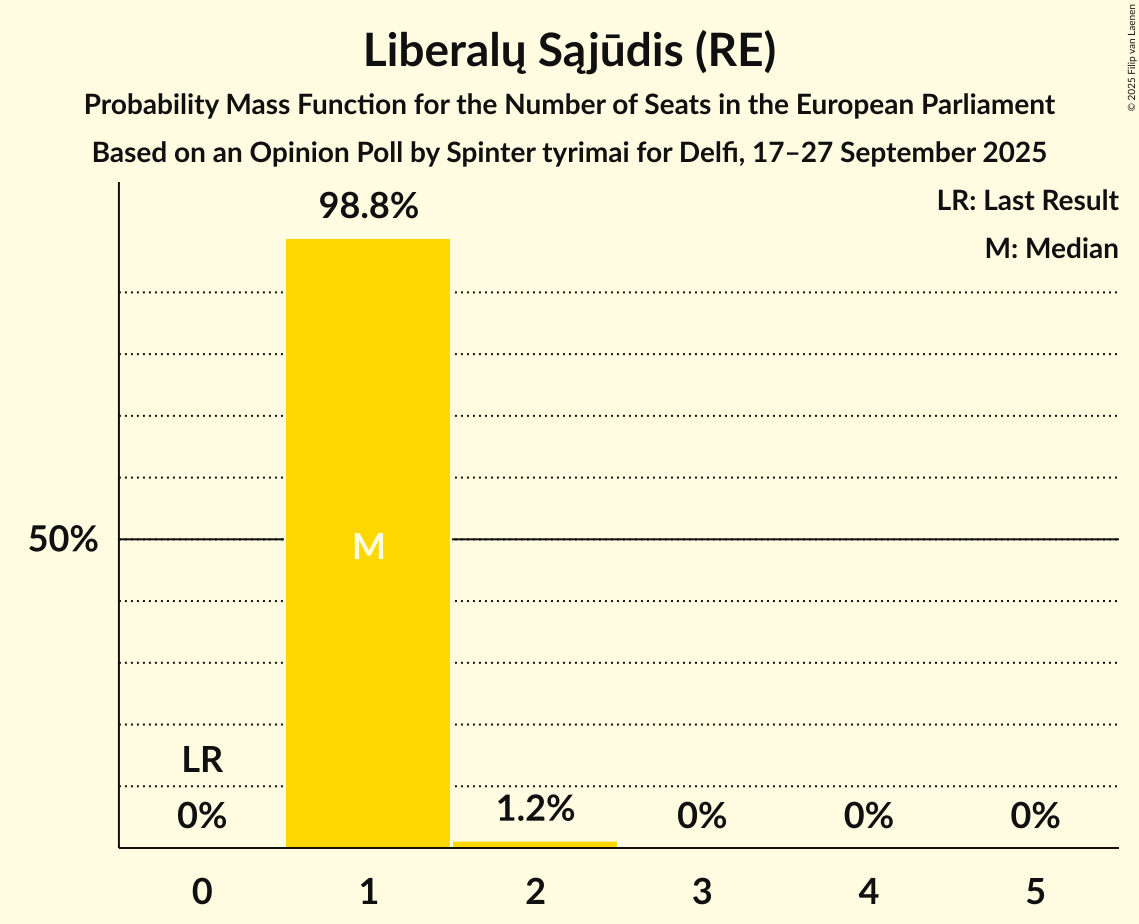 Liberalų Sąjūdis (RE)
Probability Mass Function for the Number of Seats in the European Parliament
Based on an Opinion Poll by Spinter tyrimai for Delfi, 17–27 September 2025
© 2025 Filip van Laenen
LR: Last Result
M: Median
98.8%
50%
M
LR
0%
1.2%
0%
0%
0%
0
1
2
3
4
5